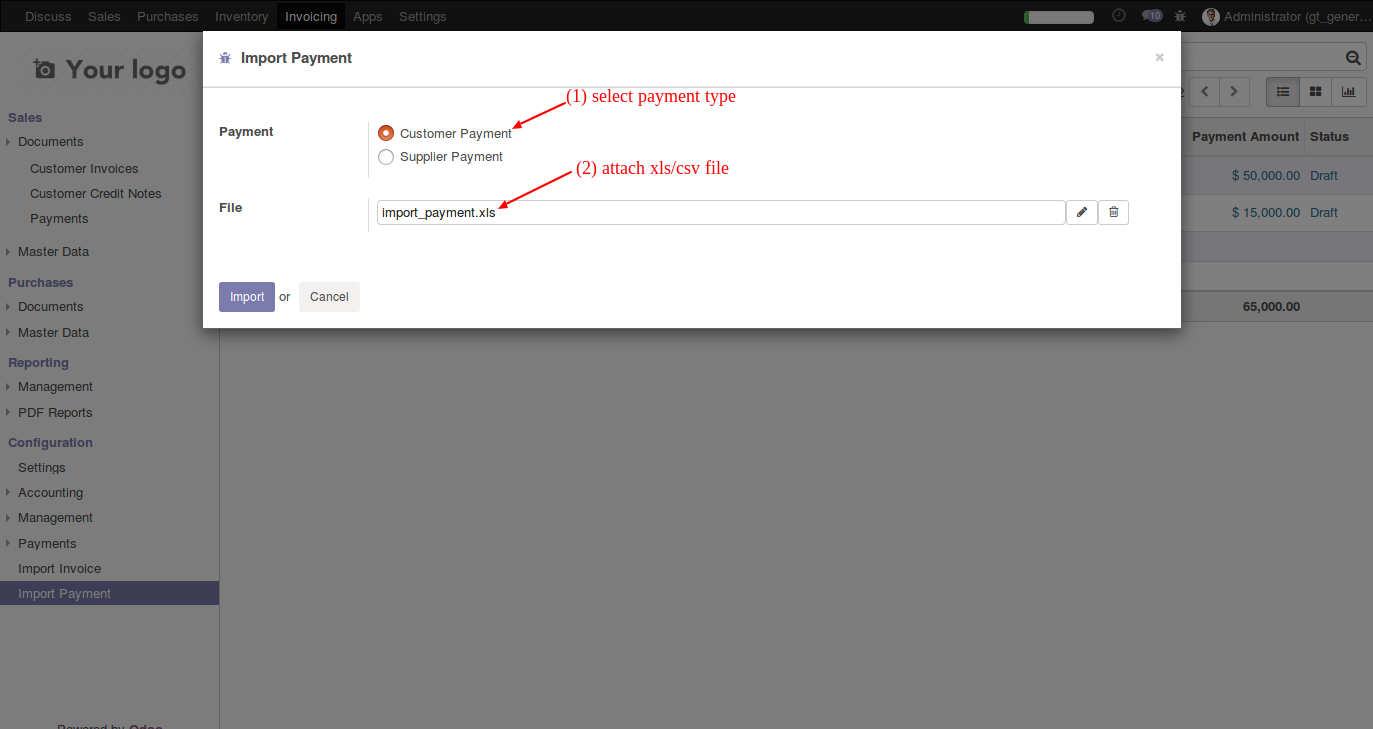 Discuss Sales Purchases Inventory Invoicing Apps Settings 10 Administrator (gt_gener...
Your logo
Import Payment ×
(1) select payment type
Payment
Customer Payment
Supplier Payment
(2) attach xls/csv file
File
import_payment.xls
Import or Cancel
Sales
Documents
Customer Invoices
Customer Credit Notes
Payments
Master Data
Purchases
Documents
Master Data
Reporting
Management
PDF Reports
Configuration
Settings
Accounting
Management
Payments
Import Invoice
Import Payment
Powered by Odoo
2
Payment Amount Status
$ 50,000.00 Draft
$ 15,000.00 Draft
65,000.00